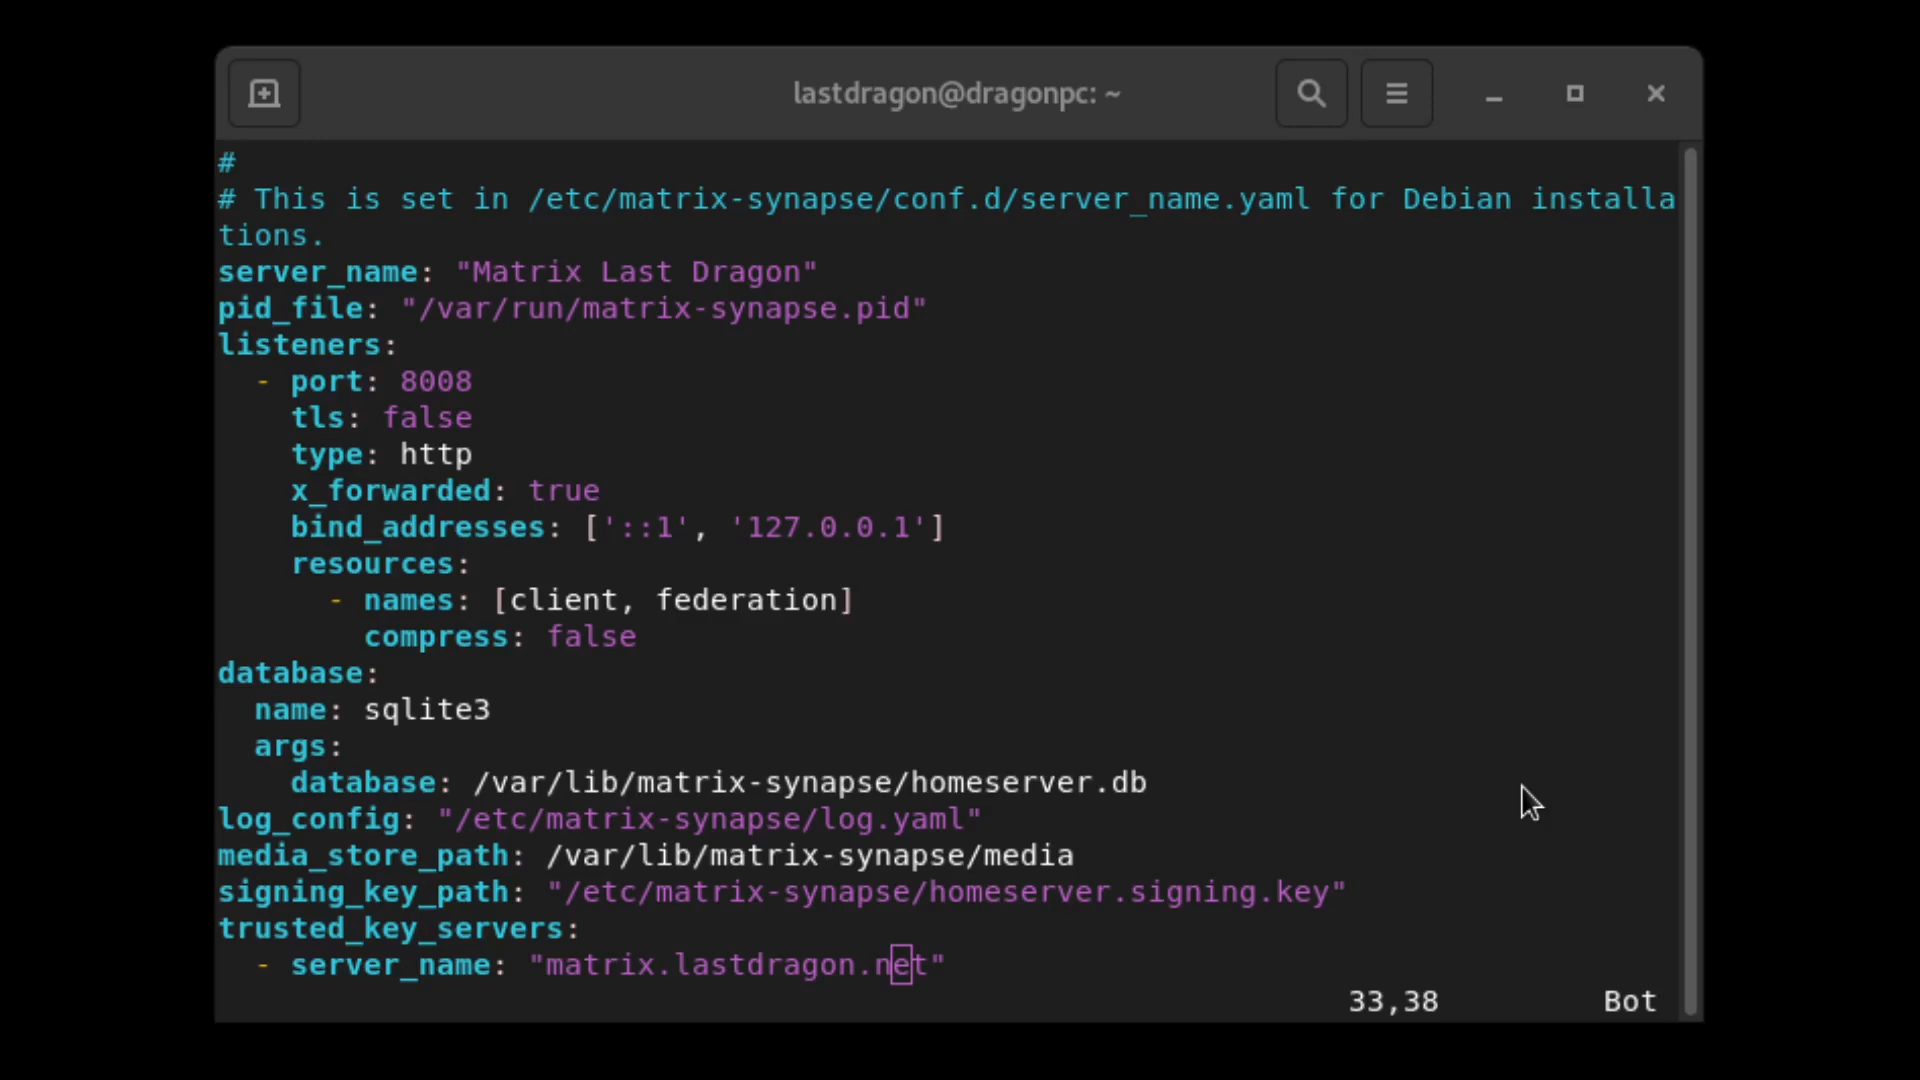 lastdragon@dragonpc: ~
#
# This is set in /etc/matrix-synapse/conf.d/server_name.yaml for Debian installa
tions.
server_name: "Matrix Last Dragon"
pid_file: "/var/run/matrix-synapse.pid"
listeners:
  - port: 8008
    tls: false
    type: http
    x_forwarded: true
    bind_addresses: ['::1', '127.0.0.1']
    resources:
      - names: [client, federation]
        compress: false
database:
  name: sqlite3
  args:
    database: /var/lib/matrix-synapse/homeserver.db
log_config: "/etc/matrix-synapse/log.yaml"
media_store_path: /var/lib/matrix-synapse/media
signing_key_path: "/etc/matrix-synapse/homeserver.signing.key"
trusted_key_servers:
  - server_name: "matrix.lastdragon.net"
33,38 Bot